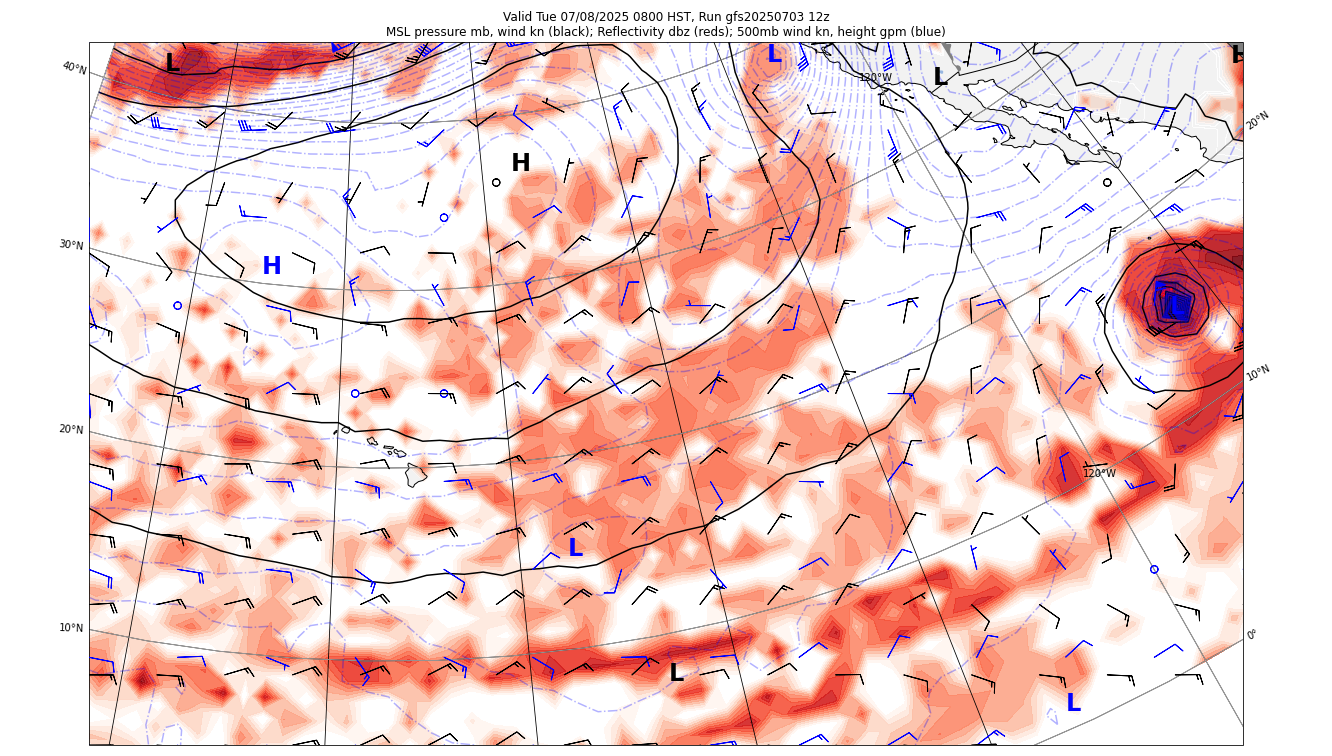 Valid Tue 07/08/2025 0800 HST, Run gfs20250703 12z
MSL pressure mb, wind kn (black); Reflectivity dbz (reds); 500mb wind kn, height gpm (blue)
L
L
L
H
40°N
120°W
20°N
H
30°N
H
10°N
20°N
120°W
L
10°N
0°
L
L